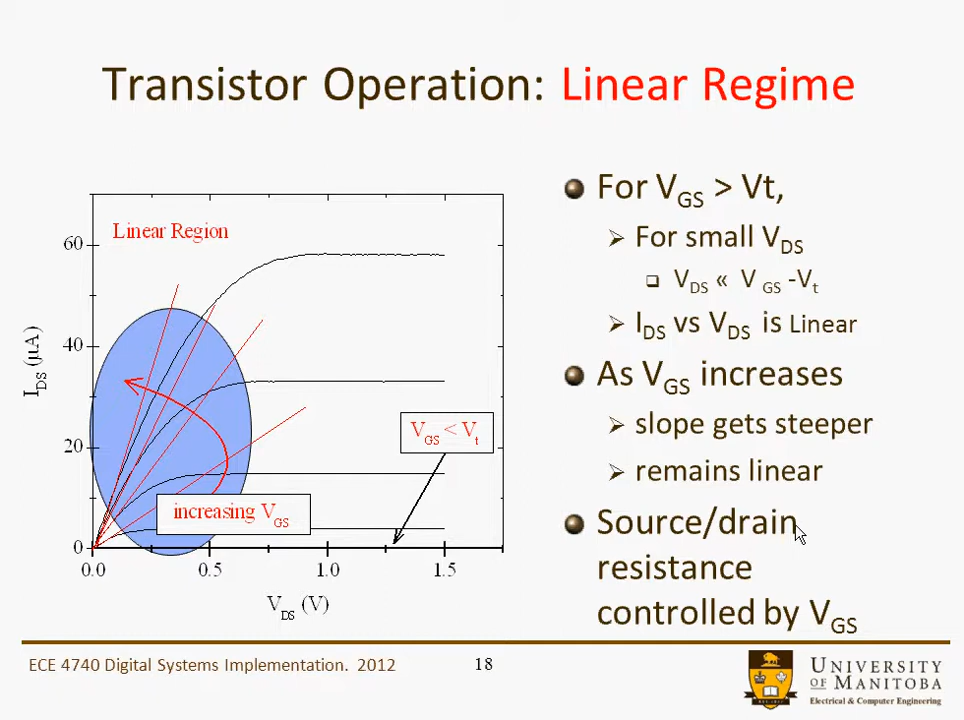 Transistor Operation: Linear Regime
60
40
20
0
I_DS (μA)
Linear Region
V_GS < V_t
increasing V_GS
0.0 0.5 1.0 1.5
V_DS (V)
For V_GS > Vt,
For small V_DS
V_DS « V_GS -V_t
I_DS vs V_DS is Linear
As V_GS increases
slope gets steeper
remains linear
Source/drain
resistance
controlled by V_GS
ECE 4740 Digital Systems Implementation. 2012
18
UNIVERSITY
OF MANITOBA
Electrical & Computer Engineering